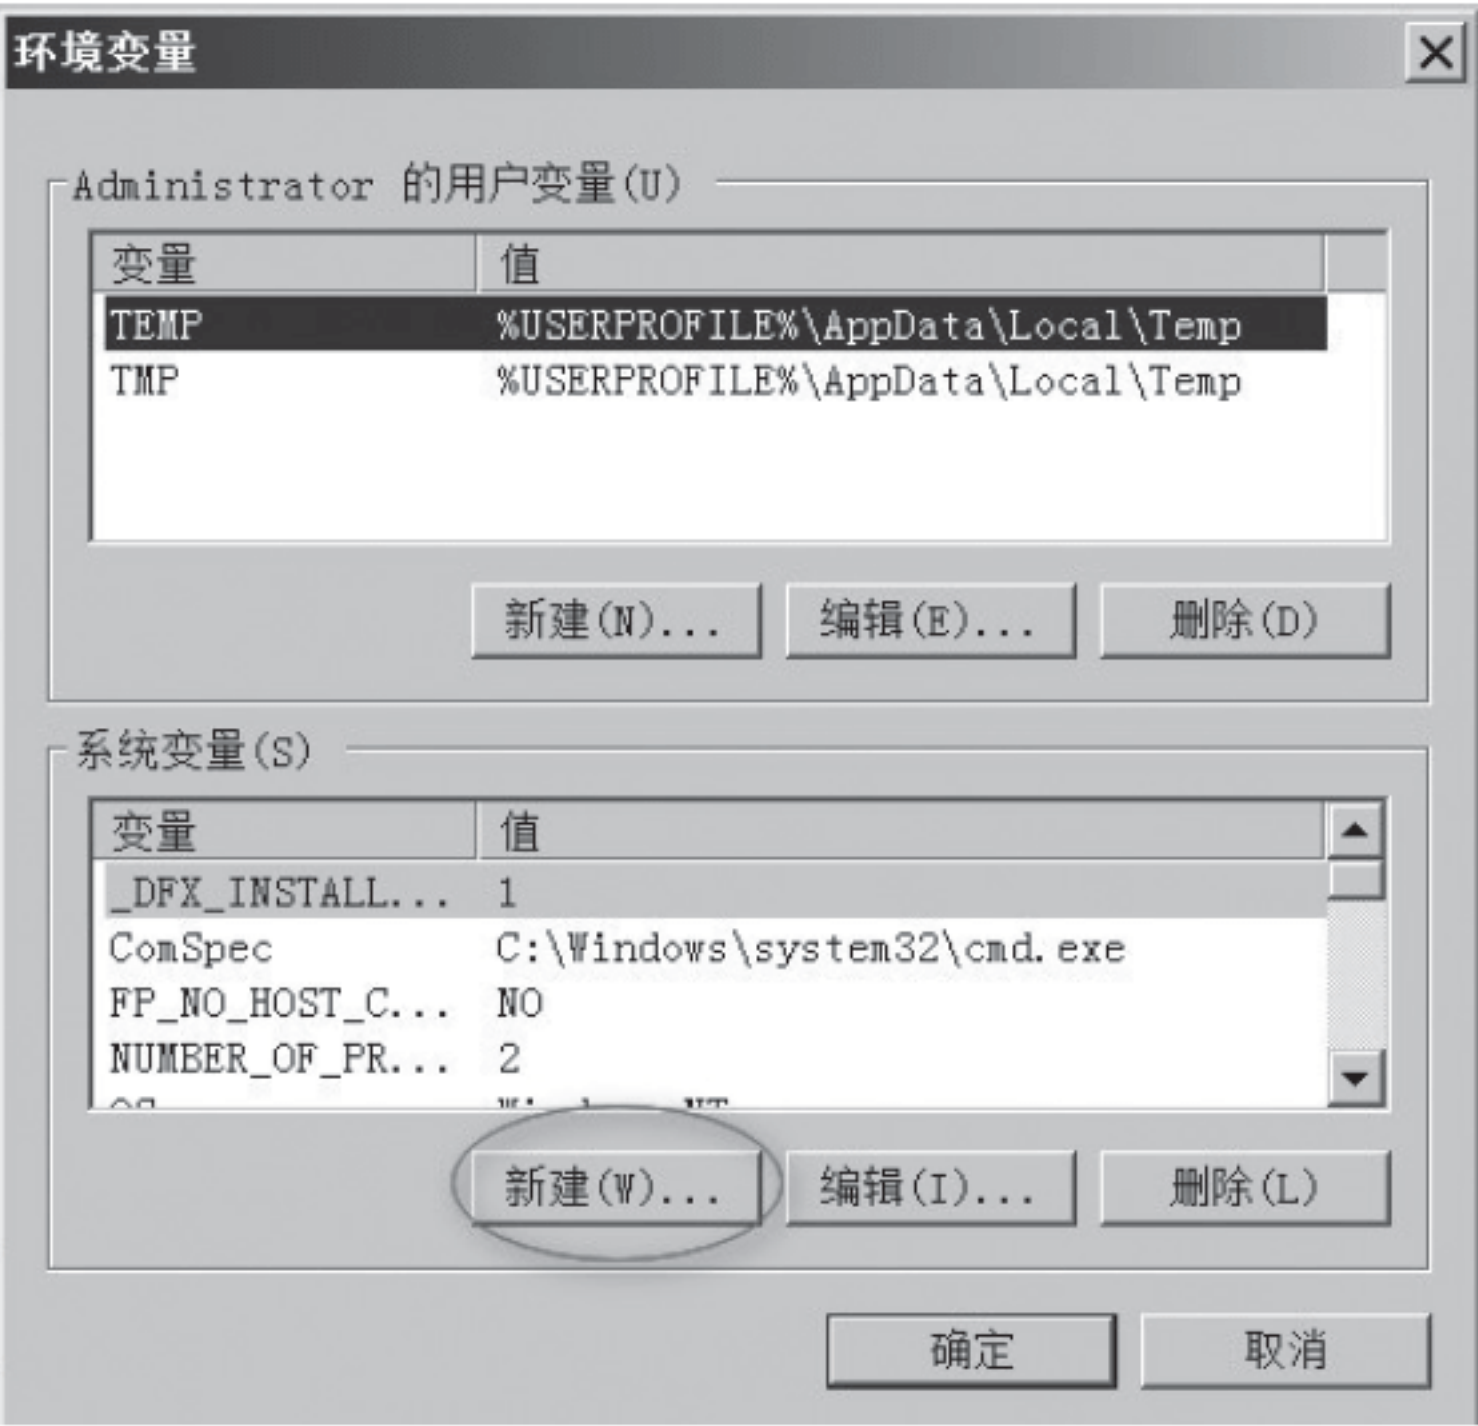 环境变量
Administrator 的用户变量(U)
变量 值
TEMP %USERPROFILE%\AppData\Local\Temp
TMP %USERPROFILE%\AppData\Local\Temp
新建(N)... 编辑(E)... 删除(D)
系统变量(S)
变量 值
_DFX_INSTALL... 1
ComSpec C:\Windows\system32\cmd.exe
FP_NO_HOST_C... NO
NUMBER_OF_PR... 2
新建(W)... 编辑(I)... 删除(L)
确定 取消